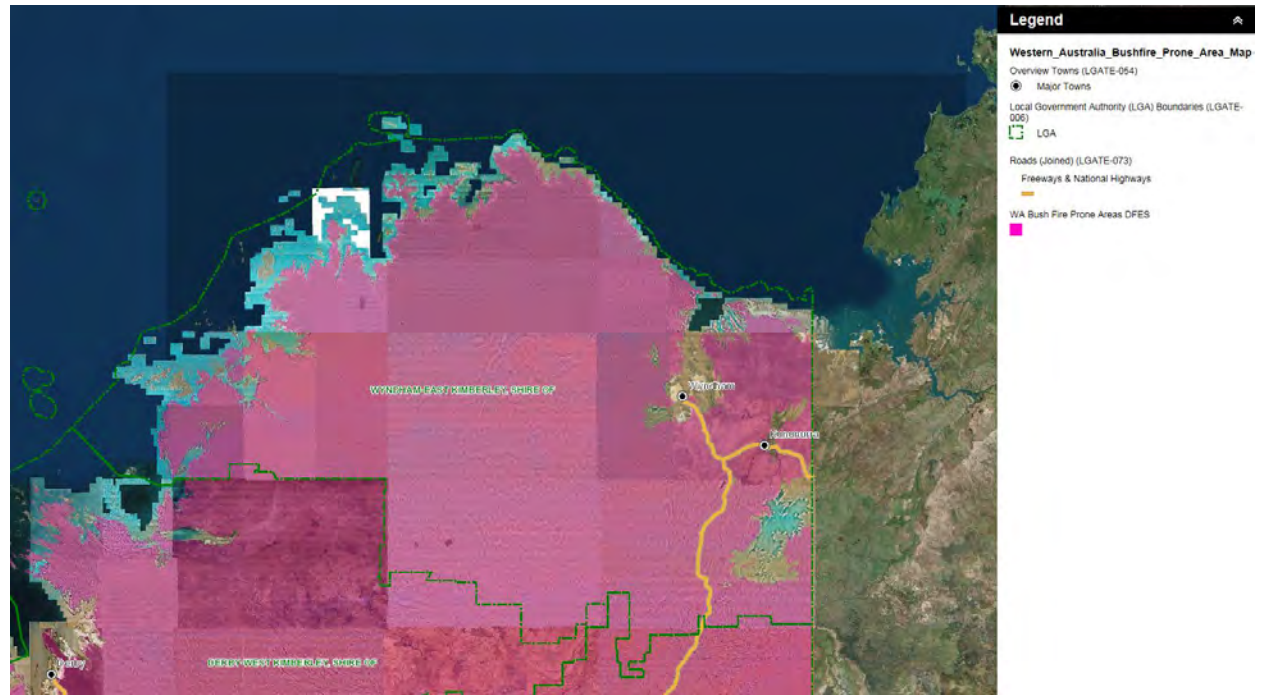 Legend
Western_Australia_Bushfire_Prone_Area_Map
Overview Towns (LGATE-054)
Major Towns
Local Government Authority (LGA) Boundaries (LGATE-
006)
LGA
Roads (Joined) (LGATE-073)
Freeways & National Highways
WA Bush Fire Prone Areas DFES
WYNDHAM-EAST KIMBERLEY, SHIRE OF
Wyndham
Kununurra
DERBY-WEST KIMBERLEY, SHIRE OF
Derby